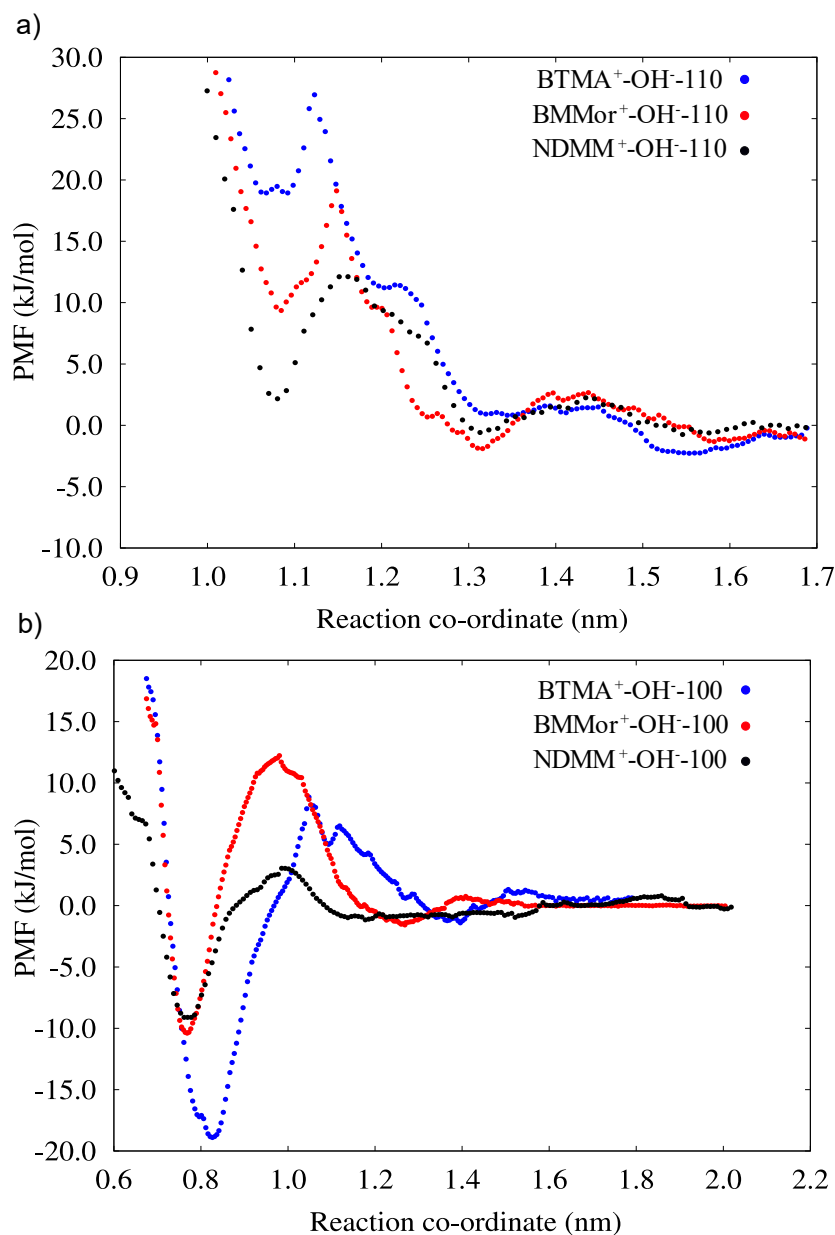 a)
30.0
25.0
20.0
15.0
10.0
5.0
0.0
-5.0
-10.0
PMF (kJ/mol)
BTMA⁺-OH⁻-110
BMMor⁺-OH⁻-110
NDMM⁺-OH⁻-110
0.9 1.0 1.1 1.2 1.3 1.4 1.5 1.6 1.7
Reaction co-ordinate (nm)
b)
20.0
15.0
10.0
5.0
0.0
-5.0
-10.0
-15.0
-20.0
PMF (kJ/mol)
BTMA⁺-OH⁻-100
BMMor⁺-OH⁻-100
NDMM⁺-OH⁻-100
0.6 0.8 1.0 1.2 1.4 1.6 1.8 2.0 2.2
Reaction co-ordinate (nm)